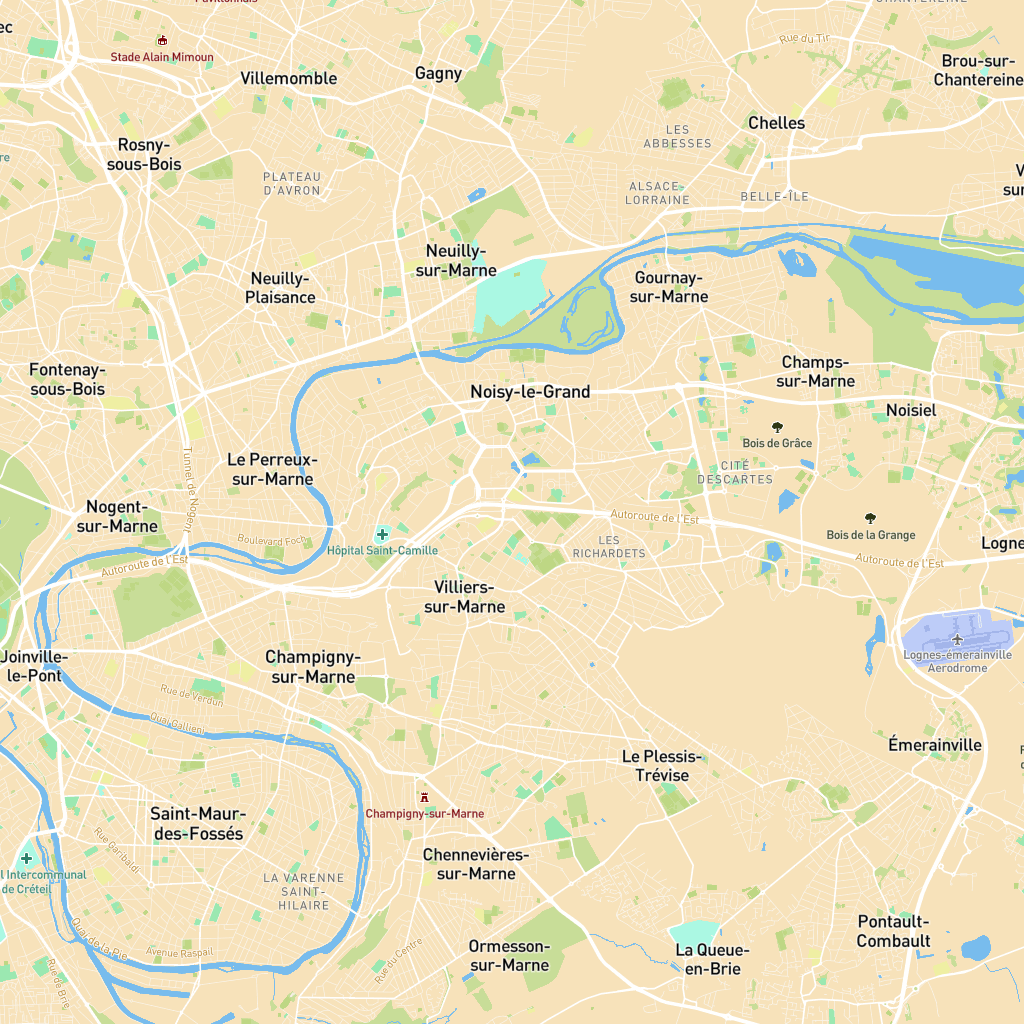 Stade Alain Mimoun
Villemomble
Gagny
Rue du Tir
Brou-sur-
Chantereine
Chelles
LES
ABBESSES
Rosny-
sous-Bois
PLATEAU
D'AVRON
ALSACE
LORRAINE
BELLE-ÎLE
Neuilly-
sur-Marne
Neuilly-
Plaisance
Gournay-
sur-Marne
Fontenay-
sous-Bois
Champs-
sur-Marne
Noisy-le-Grand
Noisiel
Bois de Grâce
Le Perreux-
sur-Marne
CITÉ
DESCARTES
Tunnel de Nogent
Nogent-
sur-Marne
Autoroute de l'Est
Bois de la Grange
Boulevard Foch
Hôpital Saint-Camille
LES
RICHARDETS
Logne
Autoroute de l'Est
Autoroute de l'Est
Villiers-
sur-Marne
Joinville-
le-Pont
Champigny-
sur-Marne
Lognes-émerainville
Aerodrome
Rue de Verdun
Quai Gallieni
Émerainville
Le Plessis-
Trévise
Champigny-sur-Marne
Saint-Maur-
des-Fossés
Rue Garibaldi
Chennevières-
sur-Marne
l Intercommunal
de Créteil
LA VARENNE
SAINT-
HILAIRE
Pontault-
Combault
Quai de la Pie
Avenue Raspail
Rue du Centre
Ormesson-
sur-Marne
La Queue-
en-Brie
Rue de Brie